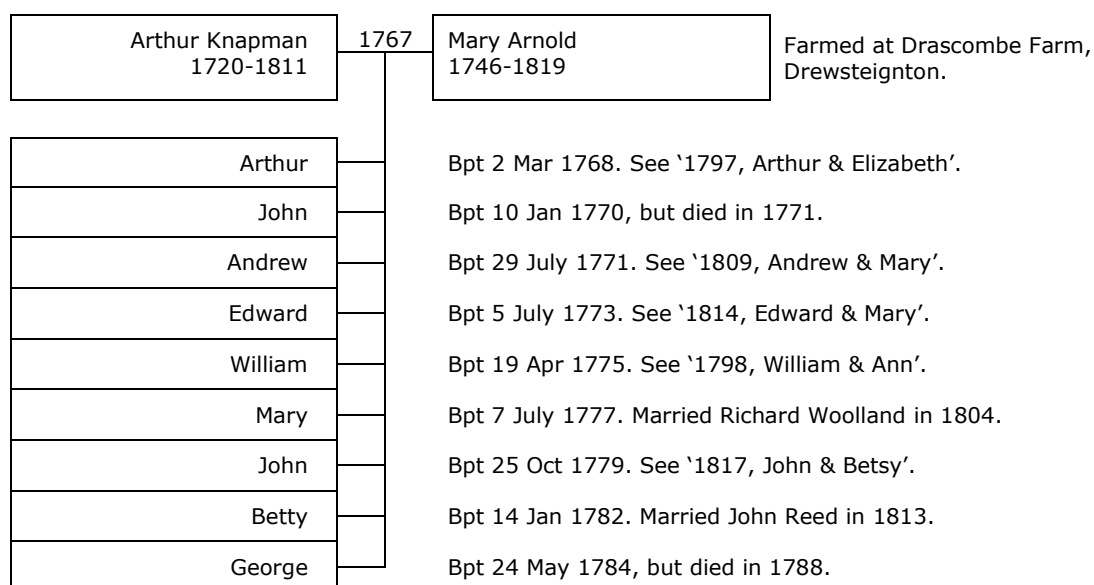 Arthur Knapman
1720-1811
1767
Mary Arnold
1746-1819
Farmed at Drascombe Farm,
Drewsteignton.
Arthur Bpt 2 Mar 1768. See ‘1797, Arthur & Elizabeth’.
John Bpt 10 Jan 1770, but died in 1771.
Andrew Bpt 29 July 1771. See ‘1809, Andrew & Mary’.
Edward Bpt 5 July 1773. See ‘1814, Edward & Mary’.
William Bpt 19 Apr 1775. See ‘1798, William & Ann’.
Mary Bpt 7 July 1777. Married Richard Woolland in 1804.
John Bpt 25 Oct 1779. See ‘1817, John & Betsy’.
Betty Bpt 14 Jan 1782. Married John Reed in 1813.
George Bpt 24 May 1784, but died in 1788.